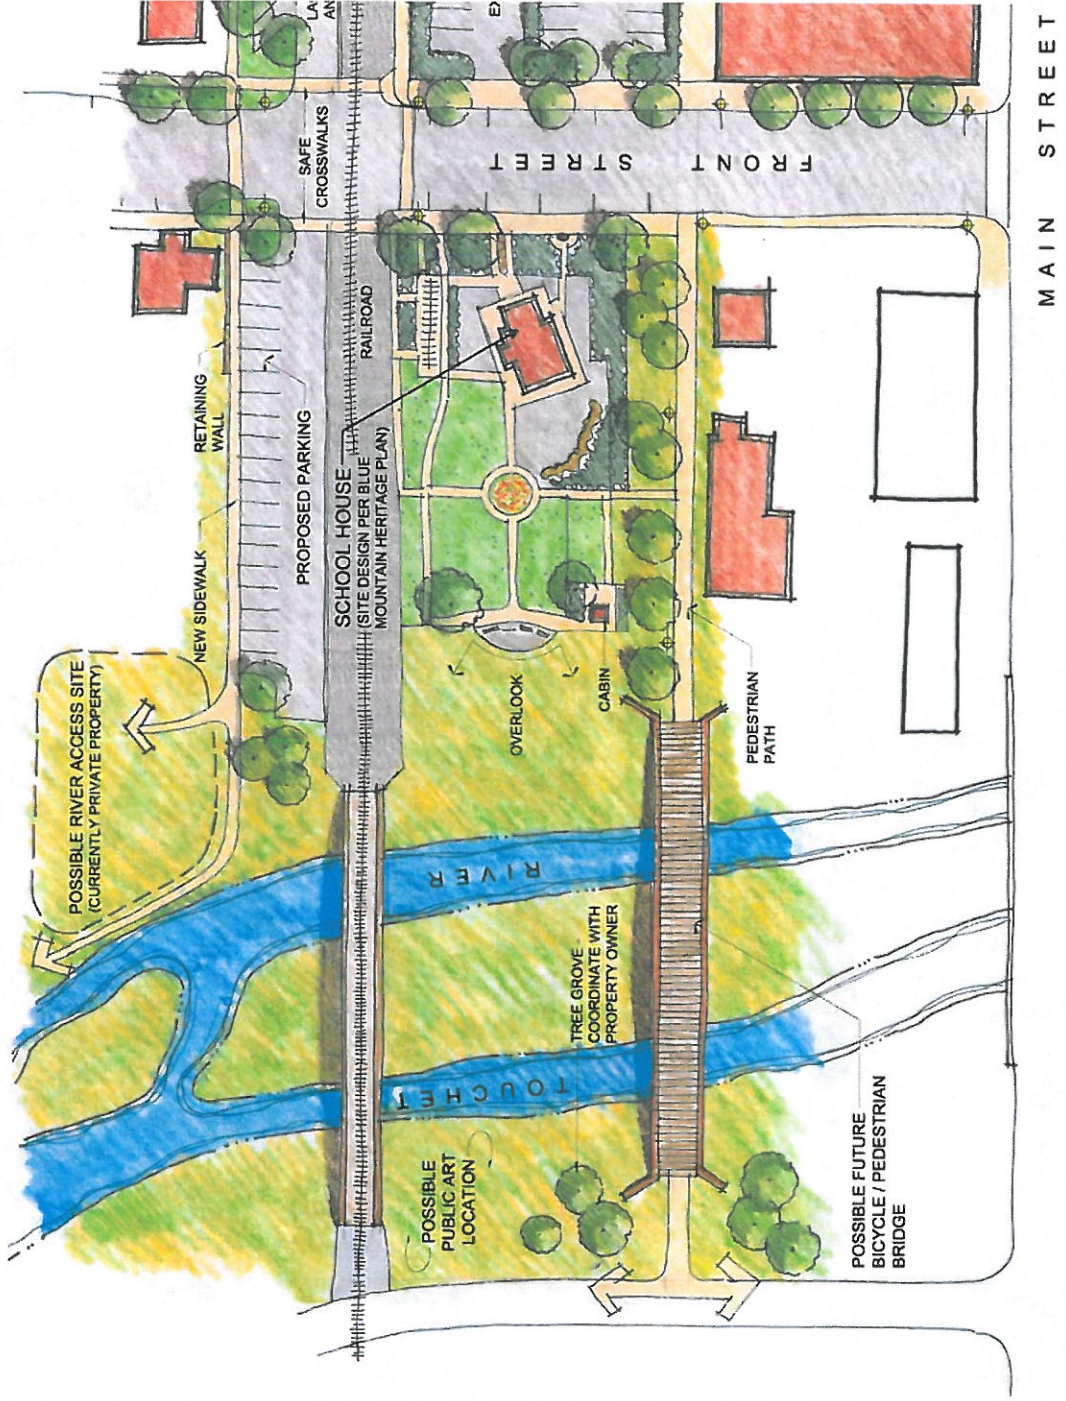 POSSIBLE RIVER ACCESS SITE
(CURRENTLY PRIVATE PROPERTY)
NEW SIDEWALK
RETAINING
WALL
PROPOSED PARKING
SAFE
CROSSWALKS
SCHOOL HOUSE
(SITE DESIGN PER BLUE
MOUNTAIN HERITAGE PLAN)
RAILROAD
POSSIBLE
PUBLIC ART
LOCATION
TOUCHET
RIVER
OVERLOOK
FRONT STREET
TREE GROVE
COORDINATE WITH
PROPERTY OWNER
CABIN
PEDESTRIAN
PATH
POSSIBLE FUTURE
BICYCLE / PEDESTRIAN
BRIDGE
MAIN STREET